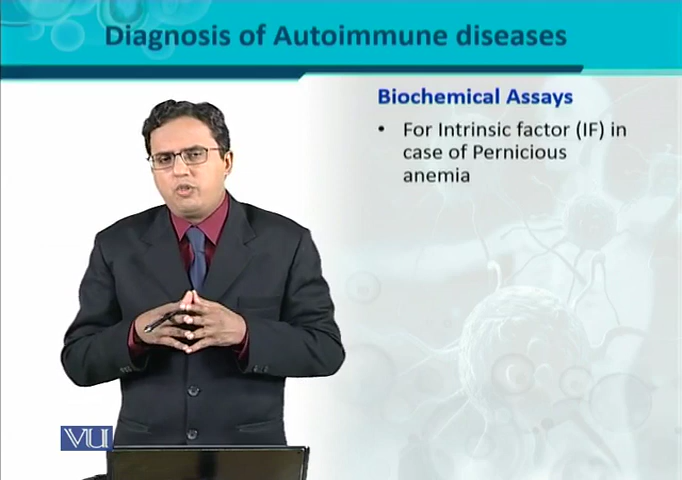 Diagnosis of Autoimmune diseases
Biochemical Assays
• For Intrinsic factor (IF) in
case of Pernicious
anemia
VU